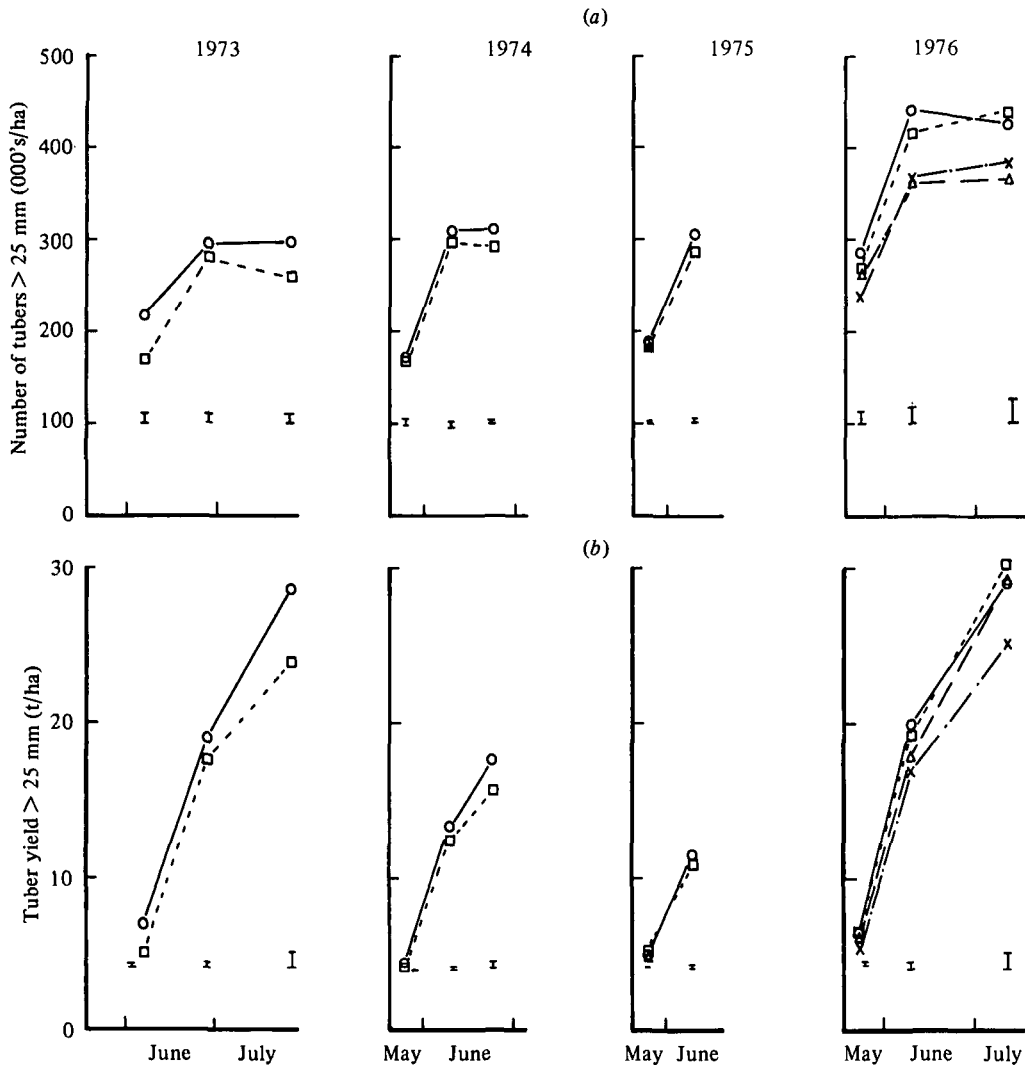 (a)
1973 1974 1975 1976
Number of tubers > 25 mm (000's/ha)
500
400
300
200
100
0
(b)
Tuber yield > 25 mm (t/ha)
30
20
10
0
June July May June May June May June July